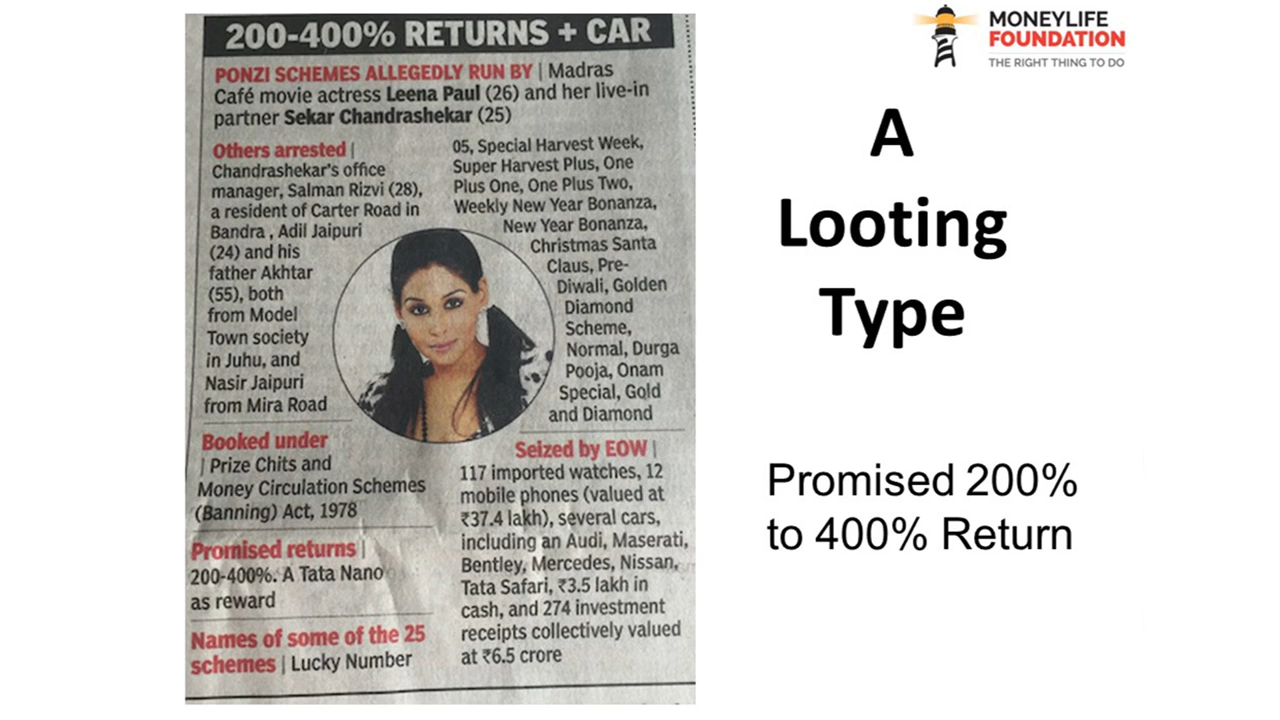 200-400% RETURNS + CAR
PONZI SCHEMES ALLEGEDLY RUN BY | Madras
Café movie actress Leena Paul (26) and her live-in
partner Sekar Chandrashekar (25)
Others arrested |
Chandrashekar's office
manager, Salman Rizvi (28),
a resident of Carter Road in
Bandra , Adil Jaipuri
(24) and his
father Akhtar
(55), both
from Model
Town society
in Juhu, and
Nasir Jaipuri
from Mira Road
Booked under
| Prize Chits and
Money Circulation Schemes
(Banning) Act, 1978
Promised returns |
200-400%. A Tata Nano
as reward
Names of some of the 25
schemes | Lucky Number
05, Special Harvest Week,
Super Harvest Plus, One
Plus One, One Plus Two,
Weekly New Year Bonanza,
New Year Bonanza,
Christmas Santa
Claus, Pre-
Diwali, Golden
Diamond
Scheme,
Normal, Durga
Pooja, Onam
Special, Gold
and Diamond
Seized by EOW |
117 imported watches, 12
mobile phones (valued at
₹37.4 lakh), several cars,
including an Audi, Maserati,
Bentley, Mercedes, Nissan,
Tata Safari, ₹3.5 lakh in
cash, and 274 investment
receipts collectively valued
at ₹6.5 crore
MONEYLIFE
FOUNDATION
THE RIGHT THING TO DO
A
Looting
Type
Promised 200%
to 400% Return